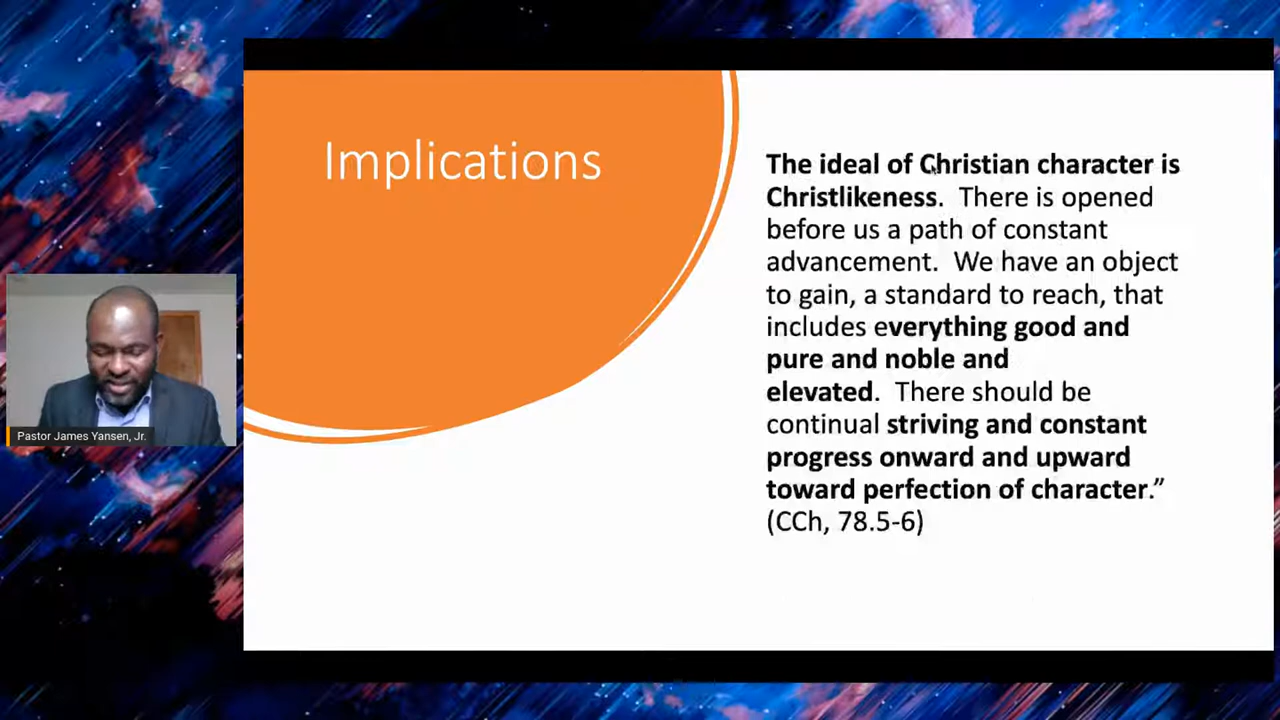 Implications
The ideal of Christian character is
Christlikeness.  There is opened
before us a path of constant
advancement.  We have an object
to gain, a standard to reach, that
includes everything good and
pure and noble and
elevated.  There should be
continual striving and constant
progress onward and upward
toward perfection of character.”
(CCh, 78.5-6)
Pastor James Yansen, Jr.